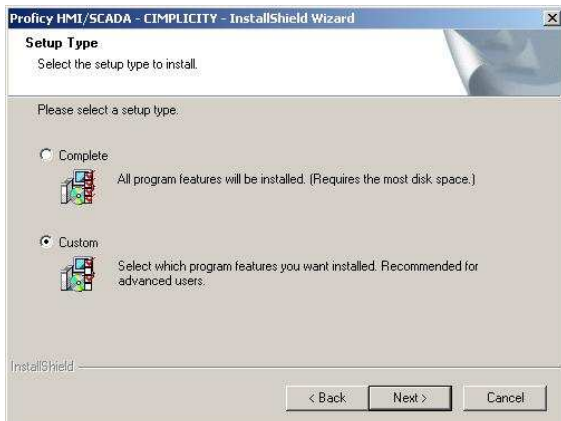 Proficy HMI/SCADA - CIMPLICITY - InstallShield Wizard
Setup Type
Select the setup type to install.
Please select a setup type.
Complete
All program features will be installed. (Requires the most disk space.)
Custom
Select which program features you want installed. Recommended for
advanced users.
InstallShield
< Back Next > Cancel